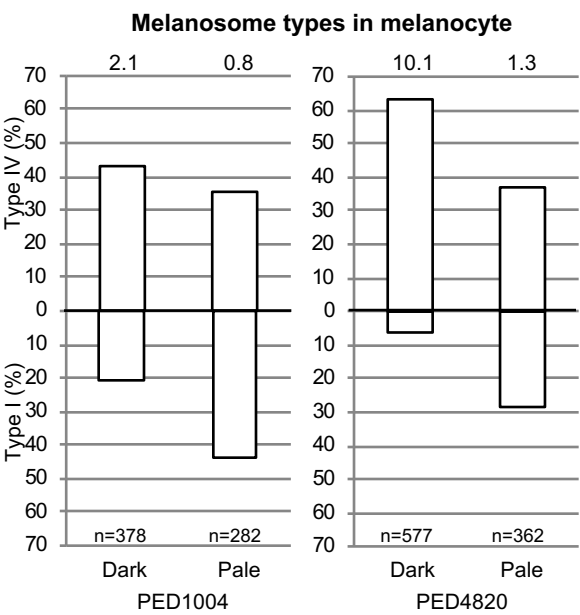 Melanosome types in melanocyte
2.1 0.8 10.1 1.3
70 70
60 60
50 50
40 40
30 30
20 20
10 10
0 0
10 10
20 20
30 30
40 40
50 50
60 60
70 70
Type IV (%)
Type I (%)
n=378 n=282 n=577 n=362
Dark Pale Dark Pale
PED1004 PED4820